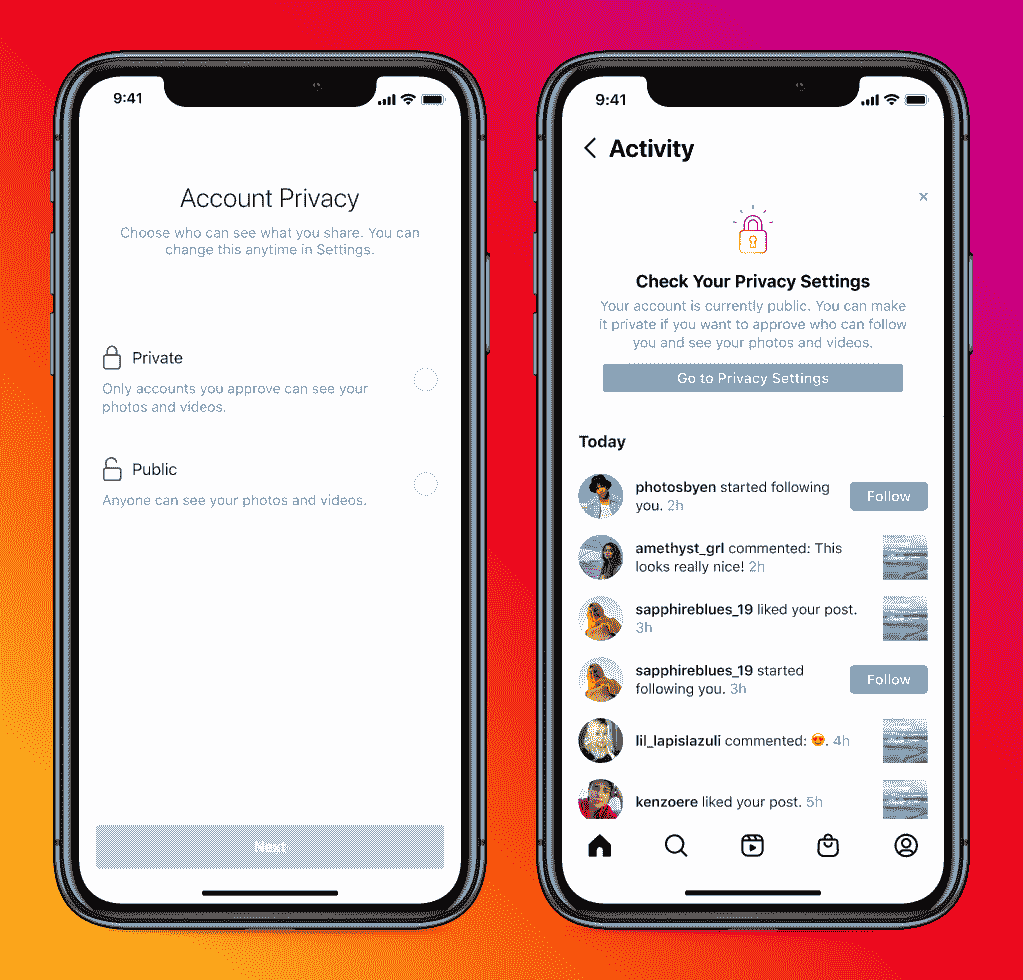 9:41
Account Privacy
Choose who can see what you share. You can
change this anytime in Settings.
Private
Only accounts you approve can see your
photos and videos.
Public
Anyone can see your photos and videos.
Next
9:41
Activity
Check Your Privacy Settings
Your account is currently public. You can make
it private if you want to approve who can follow
you and see your photos and videos.
Go to Privacy Settings
Today
photosbyen started following
you. 2h
Follow
amethyst_grl commented: This
looks really nice! 2h
sapphireblues_19 liked your post.
3h
sapphireblues_19 started
following you. 3h
Follow
lil_lapislazuli commented: 😍. 4h
kenzoere liked your post. 5h